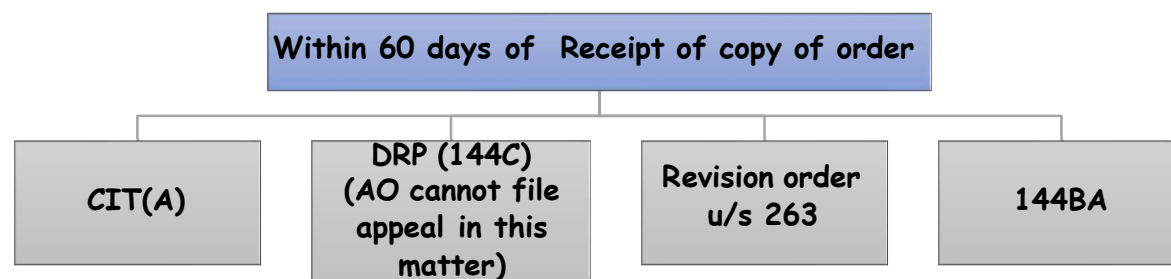 Within 60 days of Receipt of copy of order
CIT(A)
DRP (144C)
(AO cannot file
appeal in this
matter)
Revision order
u/s 263
144BA